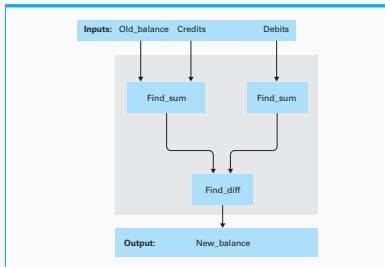 Inputs: Old_balance Credits Debits
Find_sum Find_sum
Find_diff
Output: New_balance